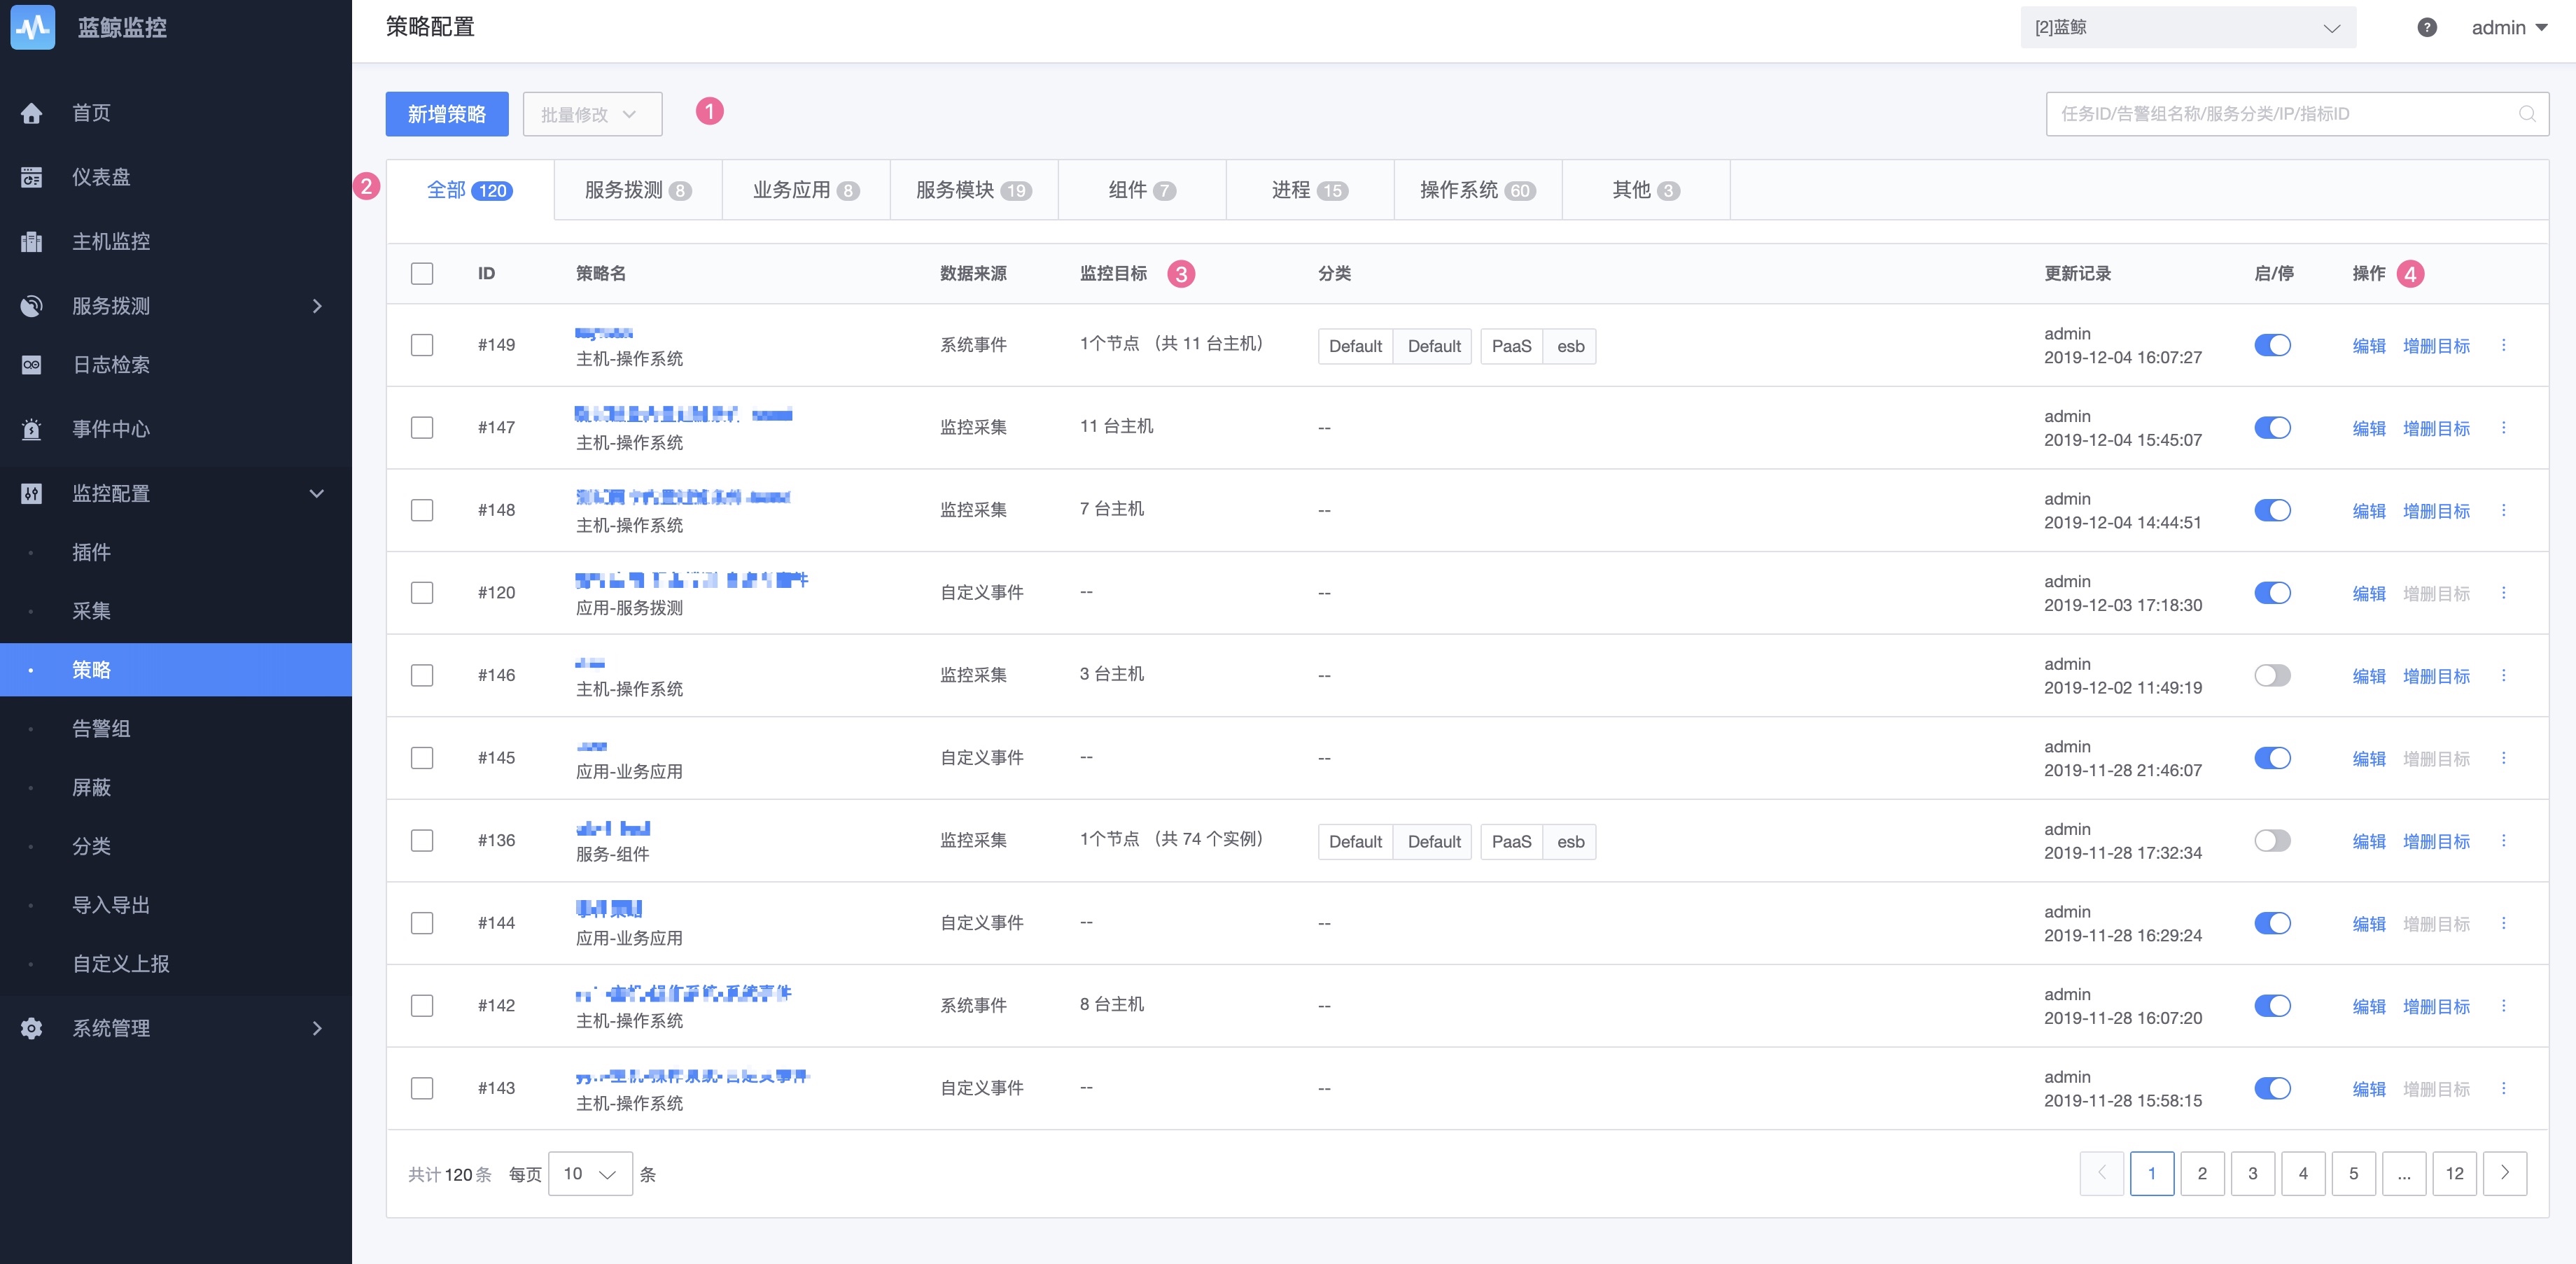 蓝鲸监控
策略配置
[2]蓝鲸
?
admin
首页
仪表盘
主机监控
服务拨测
日志检索
事件中心
监控配置
插件
采集
策略
告警组
屏蔽
分类
导入导出
自定义上报
系统管理
新增策略 批量修改 1
任务ID/告警组名称/服务分类/IP/指标ID
2 全部 120 服务拨测 8 业务应用 8 服务模块 19 组件 7 进程 15 操作系统 60 其他 3
ID 策略名 数据来源 监控目标 3 分类 更新记录 启/停 操作 4
#149 主机-操作系统 系统事件 1个节点 （共 11 台主机） Default Default PaaS esb admin 2019-12-04 16:07:27 编辑 增删目标
#147 主机-操作系统 监控采集 11 台主机 -- admin 2019-12-04 15:45:07 编辑 增删目标
#148 主机-操作系统 监控采集 7 台主机 -- admin 2019-12-04 14:44:51 编辑 增删目标
#120 应用-服务拨测 自定义事件 -- -- admin 2019-12-03 17:18:30 编辑 增删目标
#146 主机-操作系统 监控采集 3 台主机 -- admin 2019-12-02 11:49:19 编辑 增删目标
#145 应用-业务应用 自定义事件 -- -- admin 2019-11-28 21:46:07 编辑 增删目标
#136 服务-组件 监控采集 1个节点 （共 74 个实例） Default Default PaaS esb admin 2019-11-28 17:32:34 编辑 增删目标
#144 应用-业务应用 自定义事件 -- -- admin 2019-11-28 16:29:24 编辑 增删目标
#142 主机-操作系统 系统事件 8 台主机 -- admin 2019-11-28 16:07:20 编辑 增删目标
#143 主机-操作系统 自定义事件 -- -- admin 2019-11-28 15:58:15 编辑 增删目标
共计 120 条 每页 10 条
1 2 3 4 5 ... 12